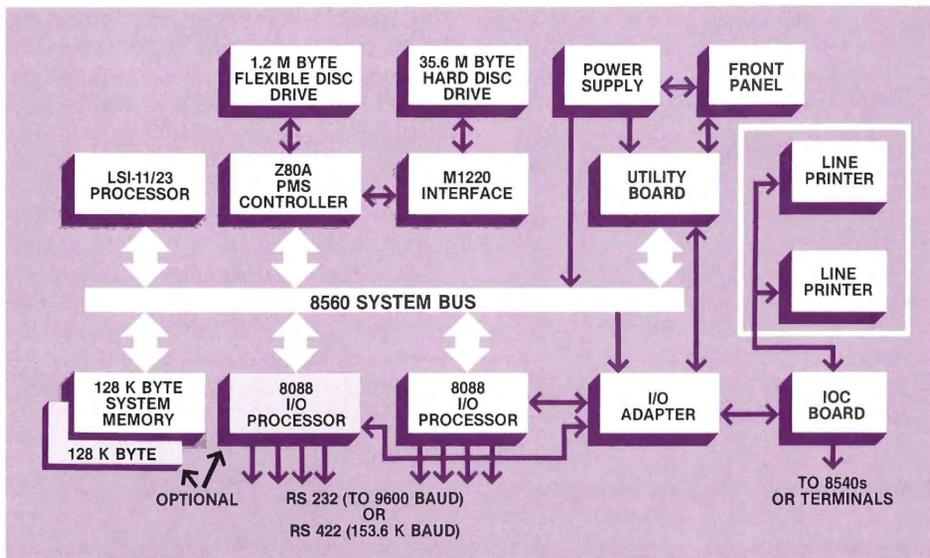 1.2 M BYTE
FLEXIBLE DISC
DRIVE
35.6 M BYTE
HARD DISC
DRIVE
POWER
SUPPLY
FRONT
PANEL
LSI-11/23
PROCESSOR
Z80A
PMS
CONTROLLER
M1220
INTERFACE
UTILITY
BOARD
LINE
PRINTER
LINE
PRINTER
8560 SYSTEM BUS
128 K BYTE
SYSTEM
MEMORY
128 K BYTE
OPTIONAL
8088
I/O
PROCESSOR
8088
I/O
PROCESSOR
I/O
ADAPTER
IOC
BOARD
RS 232 (TO 9600 BAUD)
OR
RS 422 (153.6 K BAUD)
TO 8540s
OR TERMINALS